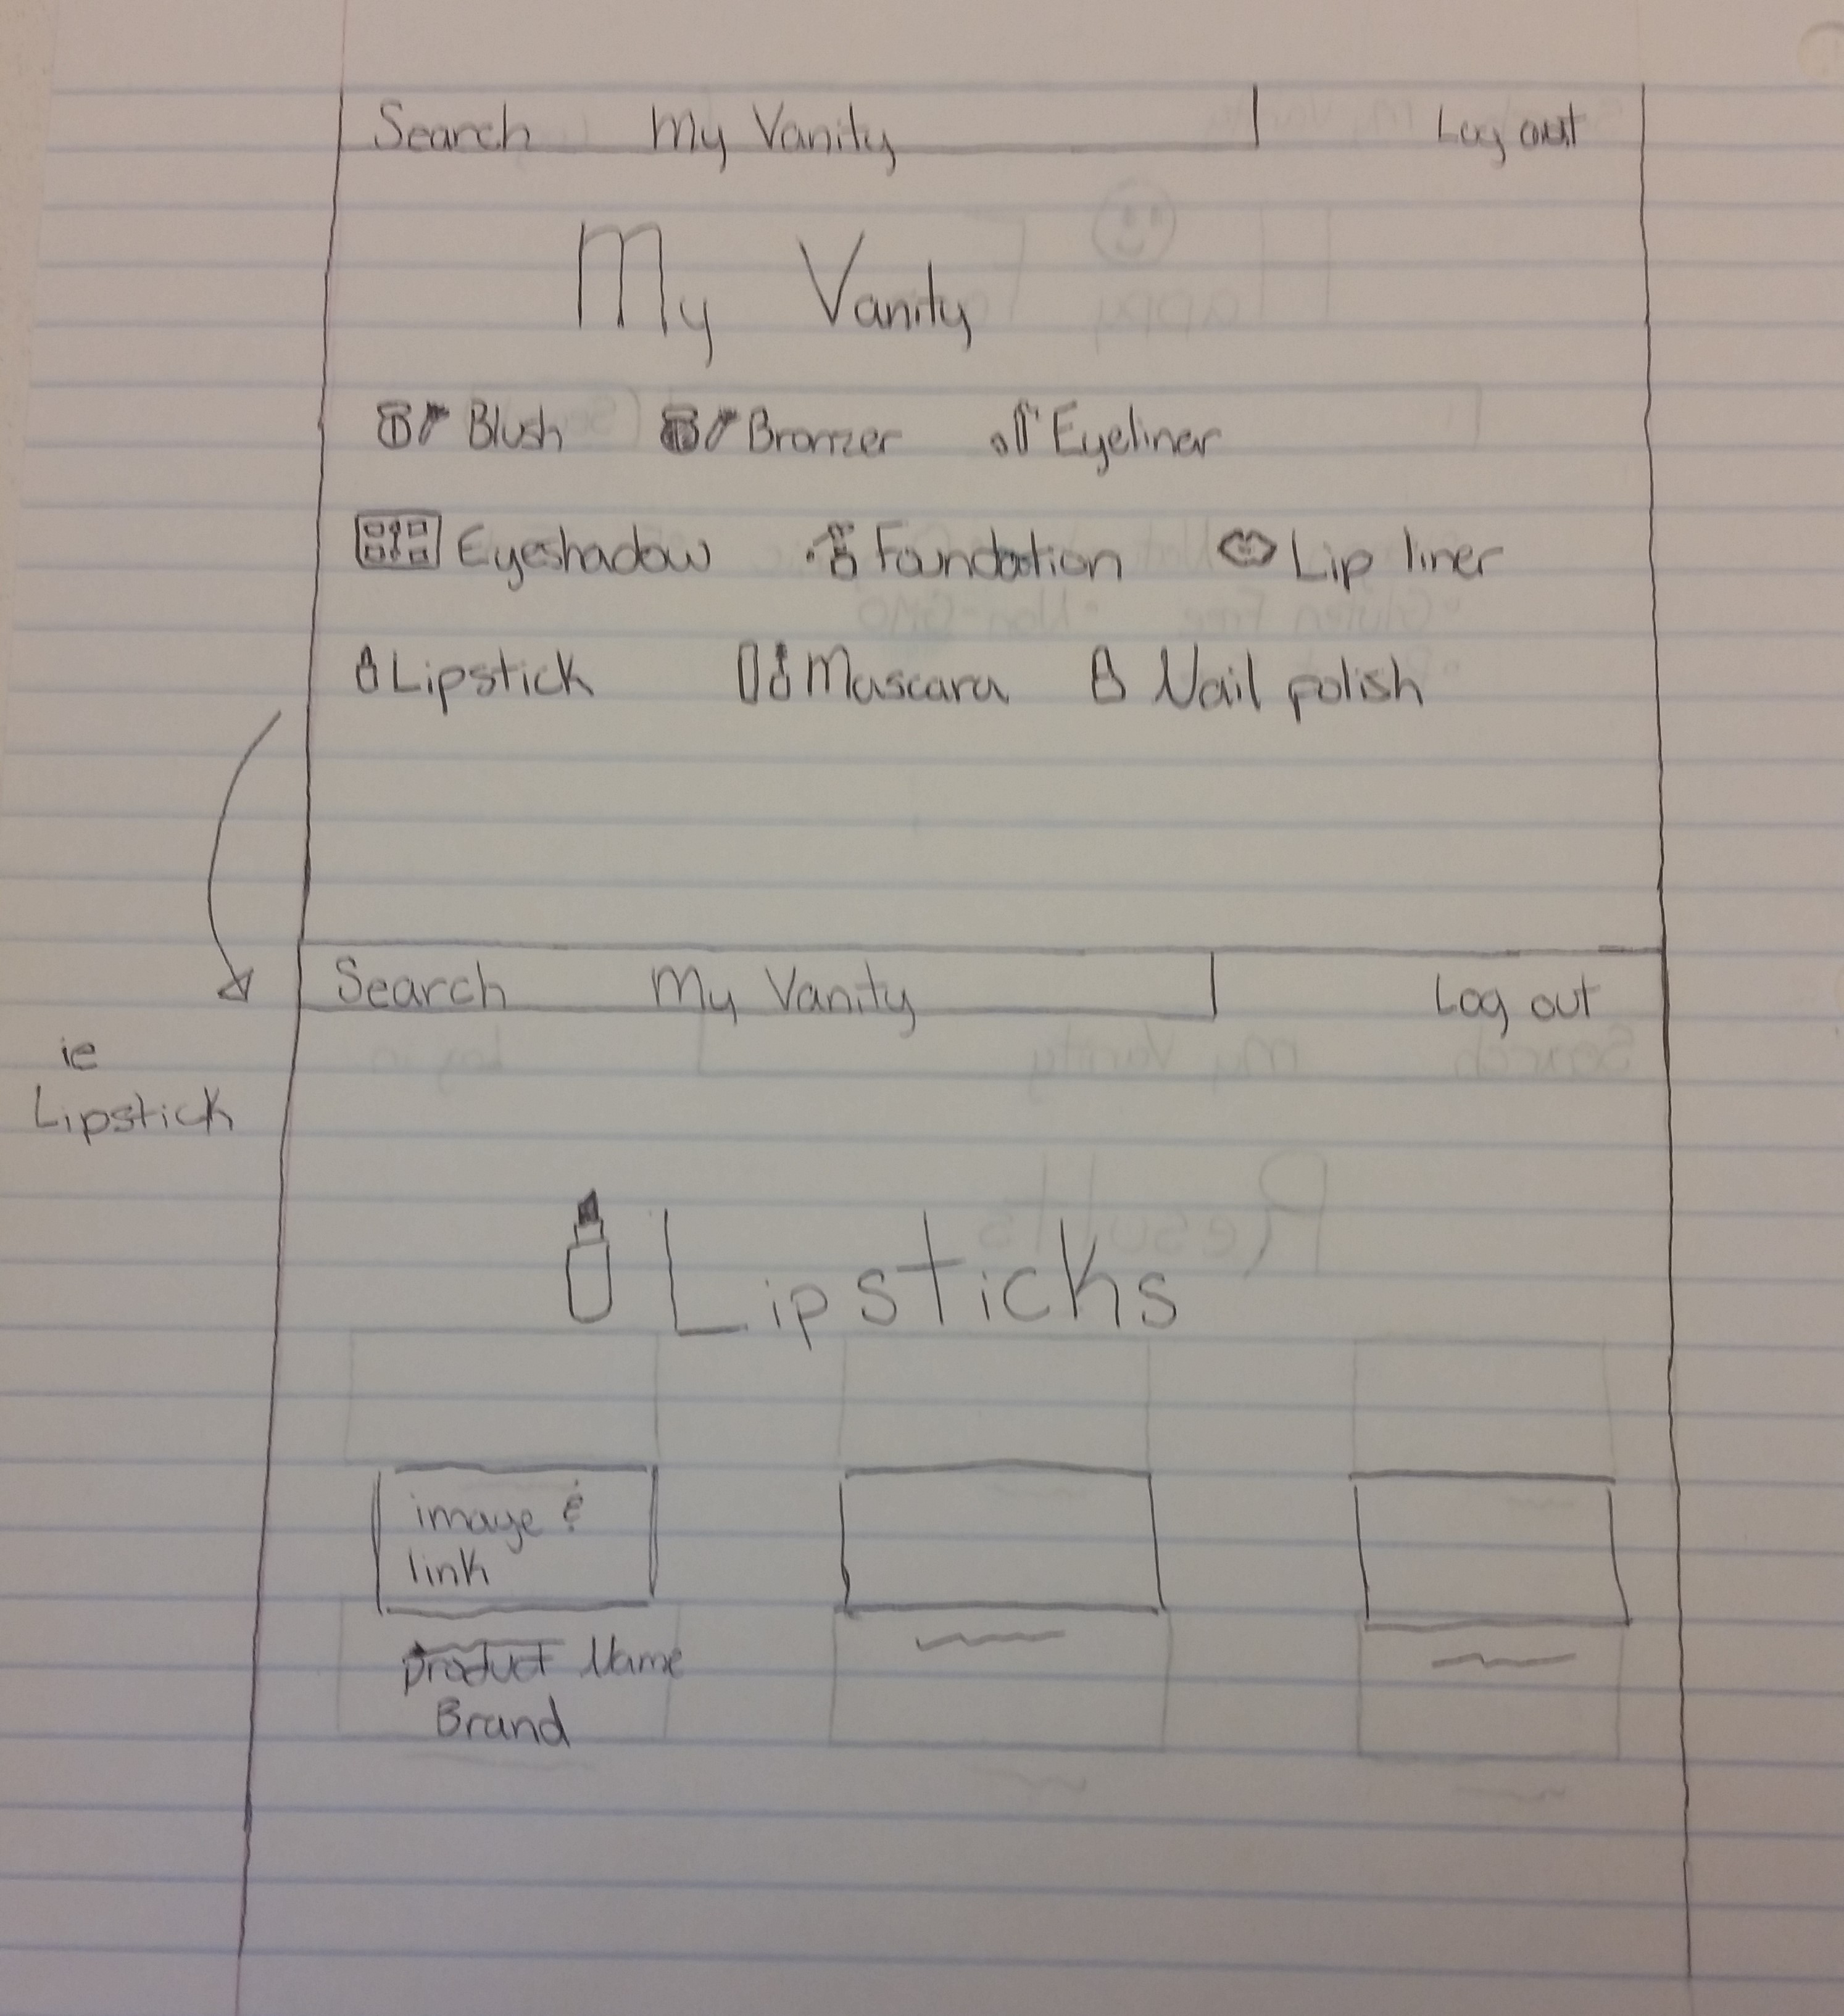 Search My Vanity Log out
My Vanity
Blush Bronzer Eyeliner
Eyeshadow Foundation Lip liner
Lipstick Mascara Nail polish
Search My Vanity Log out
ie
Lipstick
Lipsticks
image &
link
product Name
Brand